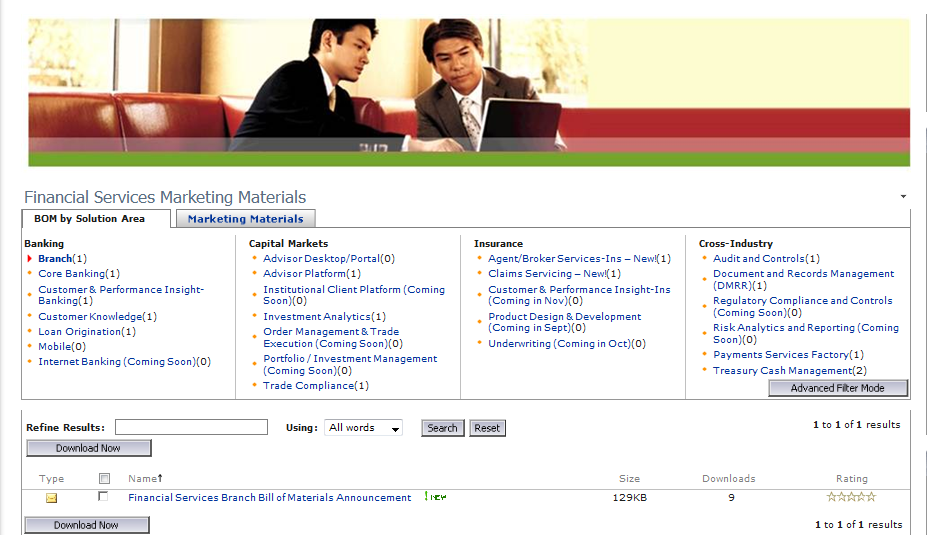 Financial Services Marketing Materials
BOM by Solution Area
Marketing Materials
Banking
Branch(1)
Core Banking(1)
Customer & Performance Insight-
Banking(1)
Customer Knowledge(1)
Loan Origination(1)
Mobile(0)
Internet Banking (Coming Soon)(0)
Capital Markets
Advisor Desktop/Portal(0)
Advisor Platform(1)
Institutional Client Platform (Coming
Soon)(0)
Investment Analytics(1)
Order Management & Trade
Execution (Coming Soon)(0)
Portfolio / Investment Management
(Coming Soon)(0)
Trade Compliance(1)
Insurance
Agent/Broker Services-Ins – New!(1)
Claims Servicing – New!(1)
Customer & Performance Insight-Ins
(Coming in Nov)(0)
Product Design & Development
(Coming in Sept)(0)
Underwriting (Coming in Oct)(0)
Cross-Industry
Audit and Controls(1)
Document and Records Management
(DMRR)(1)
Regulatory Compliance and Controls
(Coming Soon)(0)
Risk Analytics and Reporting (Coming
Soon)(0)
Payments Services Factory(1)
Treasury Cash Management(2)
Advanced Filter Mode
Refine Results:
Using: All words
Search
Reset
1 to 1 of 1 results
Download Now
Type
Name
Size
Downloads
Rating
Financial Services Branch Bill of Materials Announcement
! NEW
129KB
9
Download Now
1 to 1 of 1 results